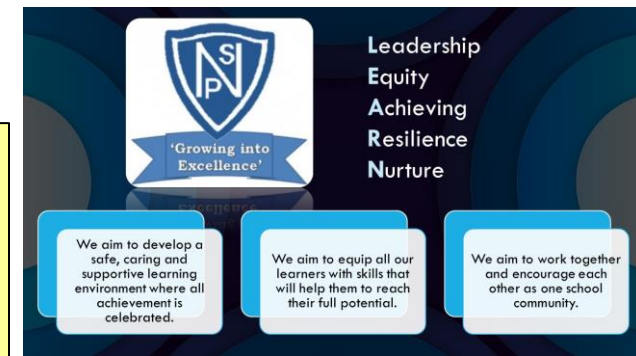 N
S
P
'Growing into
Excellence'
Leadership
Equity
Achieving
Resilience
Nurture
We aim to develop a
safe, caring and
supportive learning
environment where all
achievement is
celebrated.
We aim to equip all our
learners with skills that
will help them to reach
their full potential.
We aim to work together
and encourage each
other as one school
community.